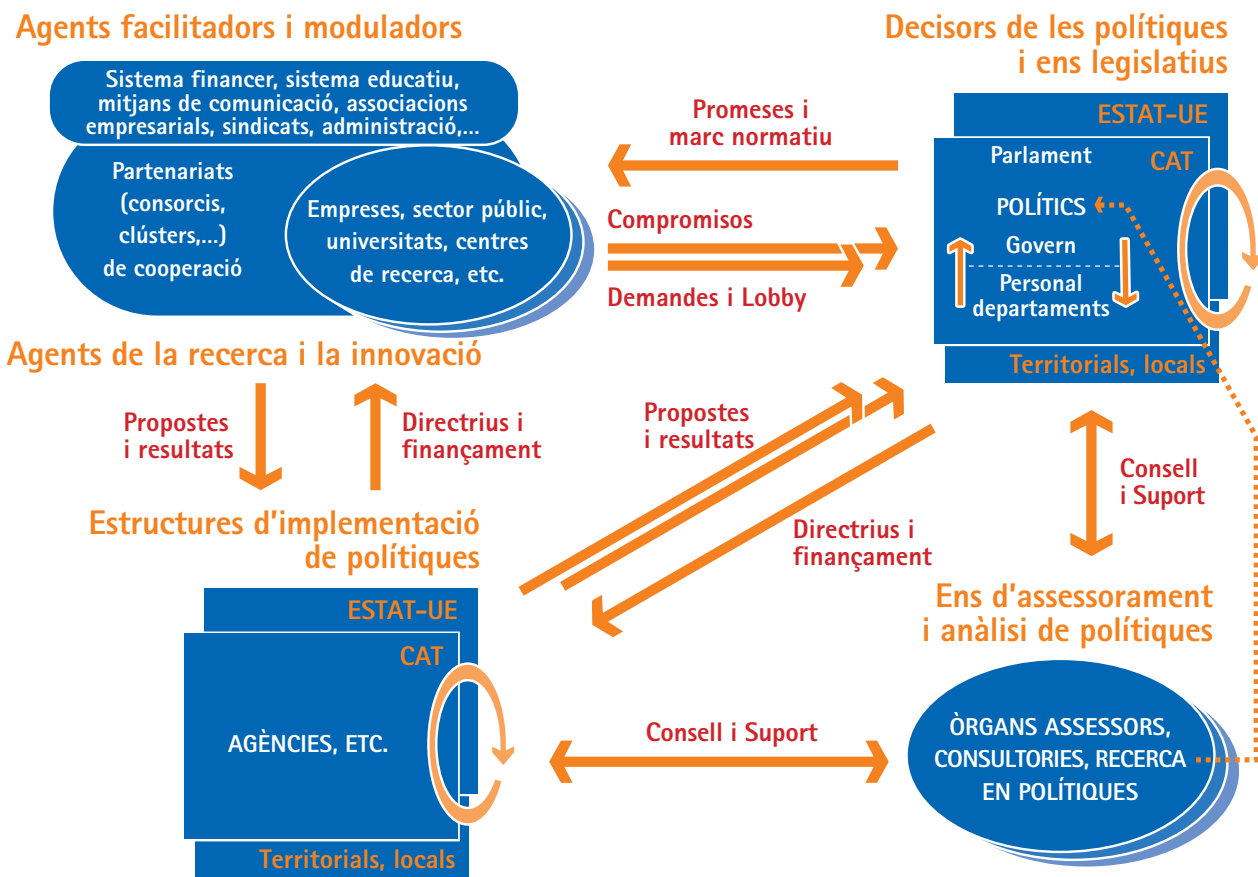 Agents facilitadors i moduladors
Sistema financer, sistema educatiu,
mitjans de comunicació, associacions
empresarials, sindicats, administració,...
Partenariats
(consorcis,
clústers,...)
de cooperació
Empreses, sector públic,
universitats, centres
de recerca, etc.
Agents de la recerca i la innovació
Promeses i
marc normatiu
Compromisos
Demandes i Lobby
Decisors de les polítiques
i ens legislatius
ESTAT-UE
CAT
Parlament
POLÍTICS
Govern
Personal
departaments
Territorials, locals
Propostes
i resultats
Directrius i
finançament
Propostes
i resultats
Directrius i
finançament
Consell
i Suport
Estructures d'implementació
de polítiques
ESTAT-UE
CAT
AGÈNCIES, ETC.
Territorials, locals
Consell i Suport
Ens d'assessorament
i anàlisi de polítiques
ÒRGANS ASSESSORS,
CONSULTORIES, RECERCA
EN POLÍTIQUES